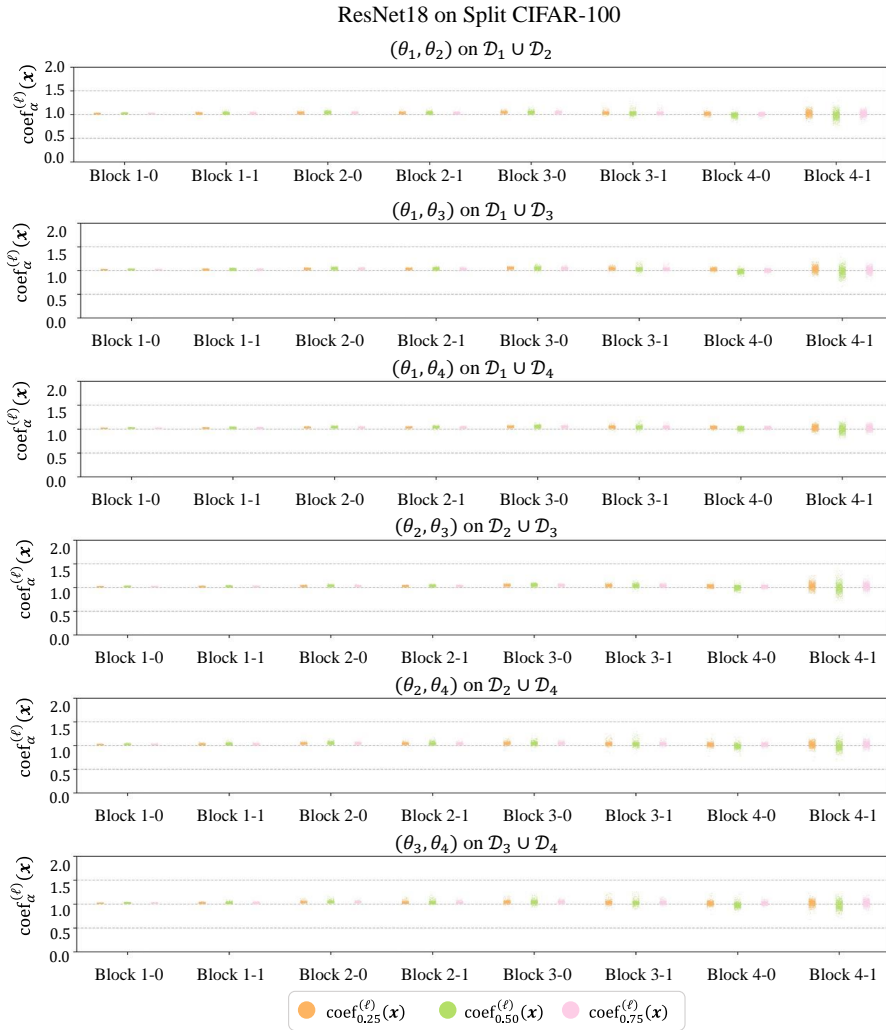 ResNet18 on Split CIFAR-100
(θ₁, θ₂) on 𝒟₁ ∪ 𝒟₂
coef_α^(ℓ)(𝒙)
2.0
1.5
1.0
0.5
0.0
Block 1-0 Block 1-1 Block 2-0 Block 2-1 Block 3-0 Block 3-1 Block 4-0 Block 4-1
(θ₁, θ₃) on 𝒟₁ ∪ 𝒟₃
coef_α^(ℓ)(𝒙)
2.0
1.5
1.0
0.5
0.0
Block 1-0 Block 1-1 Block 2-0 Block 2-1 Block 3-0 Block 3-1 Block 4-0 Block 4-1
(θ₁, θ₄) on 𝒟₁ ∪ 𝒟₄
coef_α^(ℓ)(𝒙)
2.0
1.5
1.0
0.5
0.0
Block 1-0 Block 1-1 Block 2-0 Block 2-1 Block 3-0 Block 3-1 Block 4-0 Block 4-1
(θ₂, θ₃) on 𝒟₂ ∪ 𝒟₃
coef_α^(ℓ)(𝒙)
2.0
1.5
1.0
0.5
0.0
Block 1-0 Block 1-1 Block 2-0 Block 2-1 Block 3-0 Block 3-1 Block 4-0 Block 4-1
(θ₂, θ₄) on 𝒟₂ ∪ 𝒟₄
coef_α^(ℓ)(𝒙)
2.0
1.5
1.0
0.5
0.0
Block 1-0 Block 1-1 Block 2-0 Block 2-1 Block 3-0 Block 3-1 Block 4-0 Block 4-1
(θ₃, θ₄) on 𝒟₃ ∪ 𝒟₄
coef_α^(ℓ)(𝒙)
2.0
1.5
1.0
0.5
0.0
Block 1-0 Block 1-1 Block 2-0 Block 2-1 Block 3-0 Block 3-1 Block 4-0 Block 4-1
coef_0.25^(ℓ)(𝒙) coef_0.50^(ℓ)(𝒙) coef_0.75^(ℓ)(𝒙)